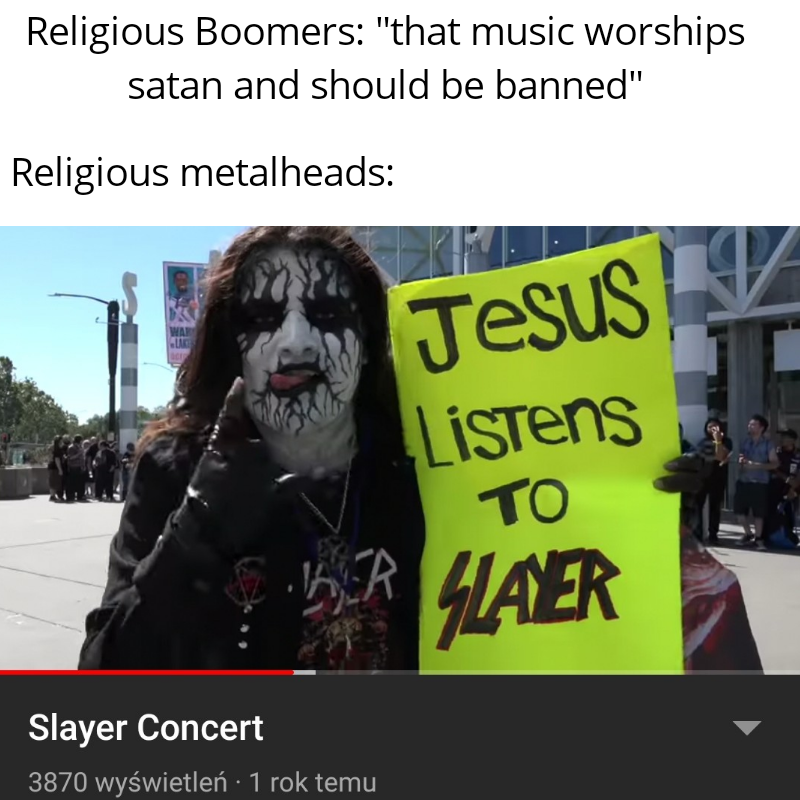 Religious Boomers: "that music worships
satan and should be banned"
Religious metalheads:
S
JESUS
LiSTenS
TO
SLAYER
Slayer Concert
3870 wyświetleń · 1 rok temu